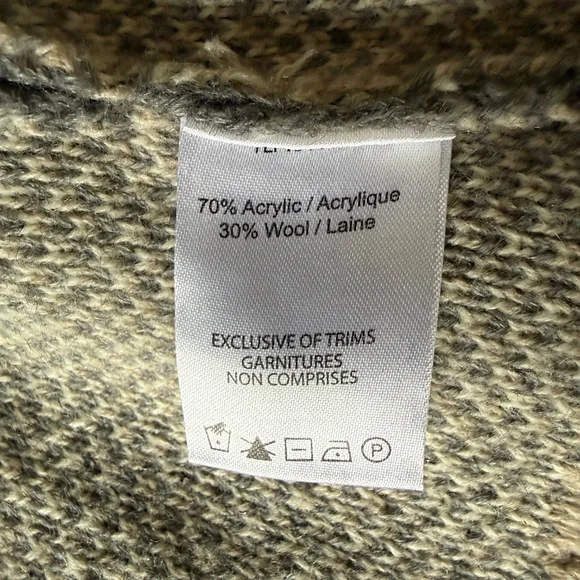 70% Acrylic / Acrylique
30% Wool / Laine
EXCLUSIVE OF TRIMS
GARNITURES
NON COMPRISES
P